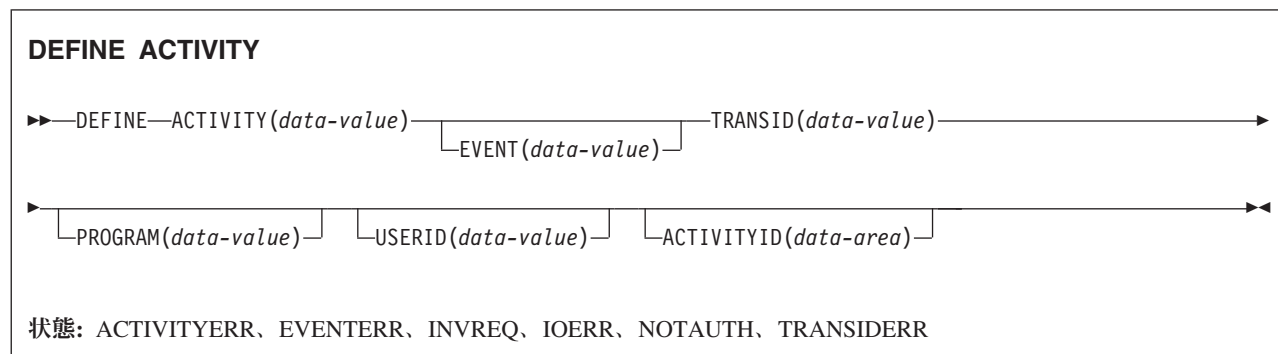 DEFINE ACTIVITY
DEFINE ACTIVITY(data-value) TRANSID(data-value)
EVENT(data-value)
PROGRAM(data-value) USERID(data-value) ACTIVITYID(data-area)
状態: ACTIVITYERR、EVENTERR、INVREQ、IOERR、NOTAUTH、TRANSIDERR